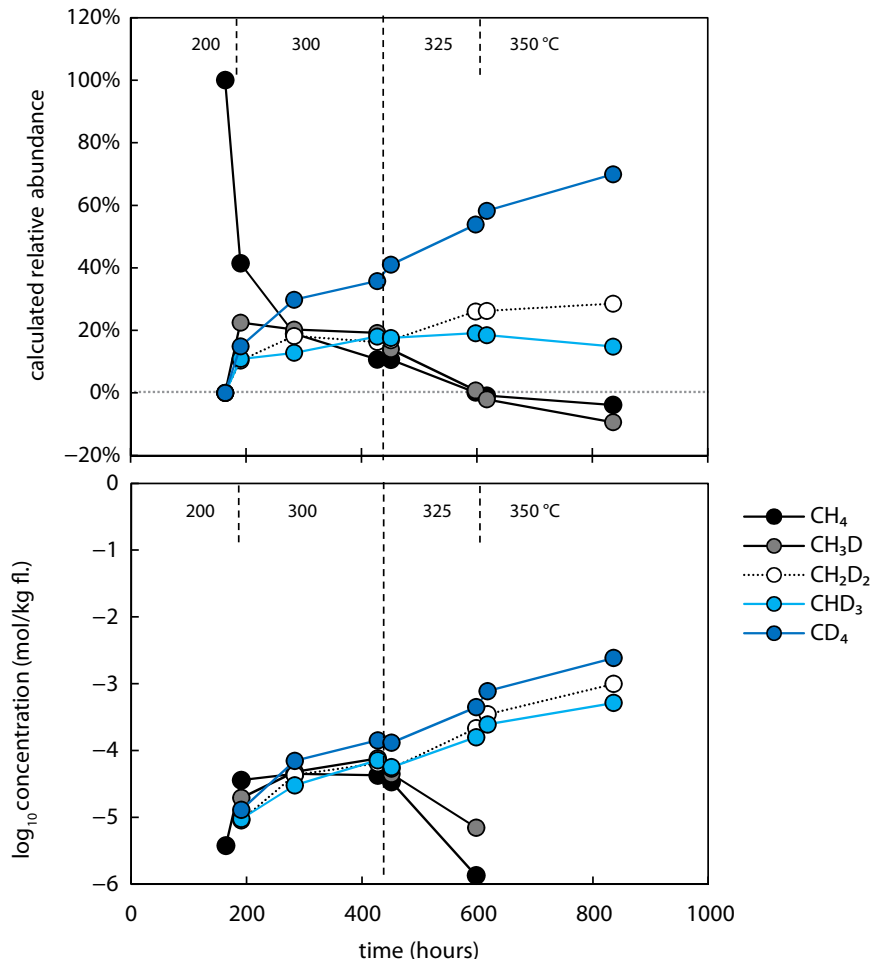 120%
100%
80%
60%
40%
20%
0%
−20%
calculated relative abundance
200 300 325 350 °C
0
−1
−2
−3
−4
−5
−6
log₁₀ concentration (mol/kg fl.)
200 300 325 350 °C
0 200 400 600 800 1000
time (hours)
CH₄
CH₃D
CH₂D₂
CHD₃
CD₄